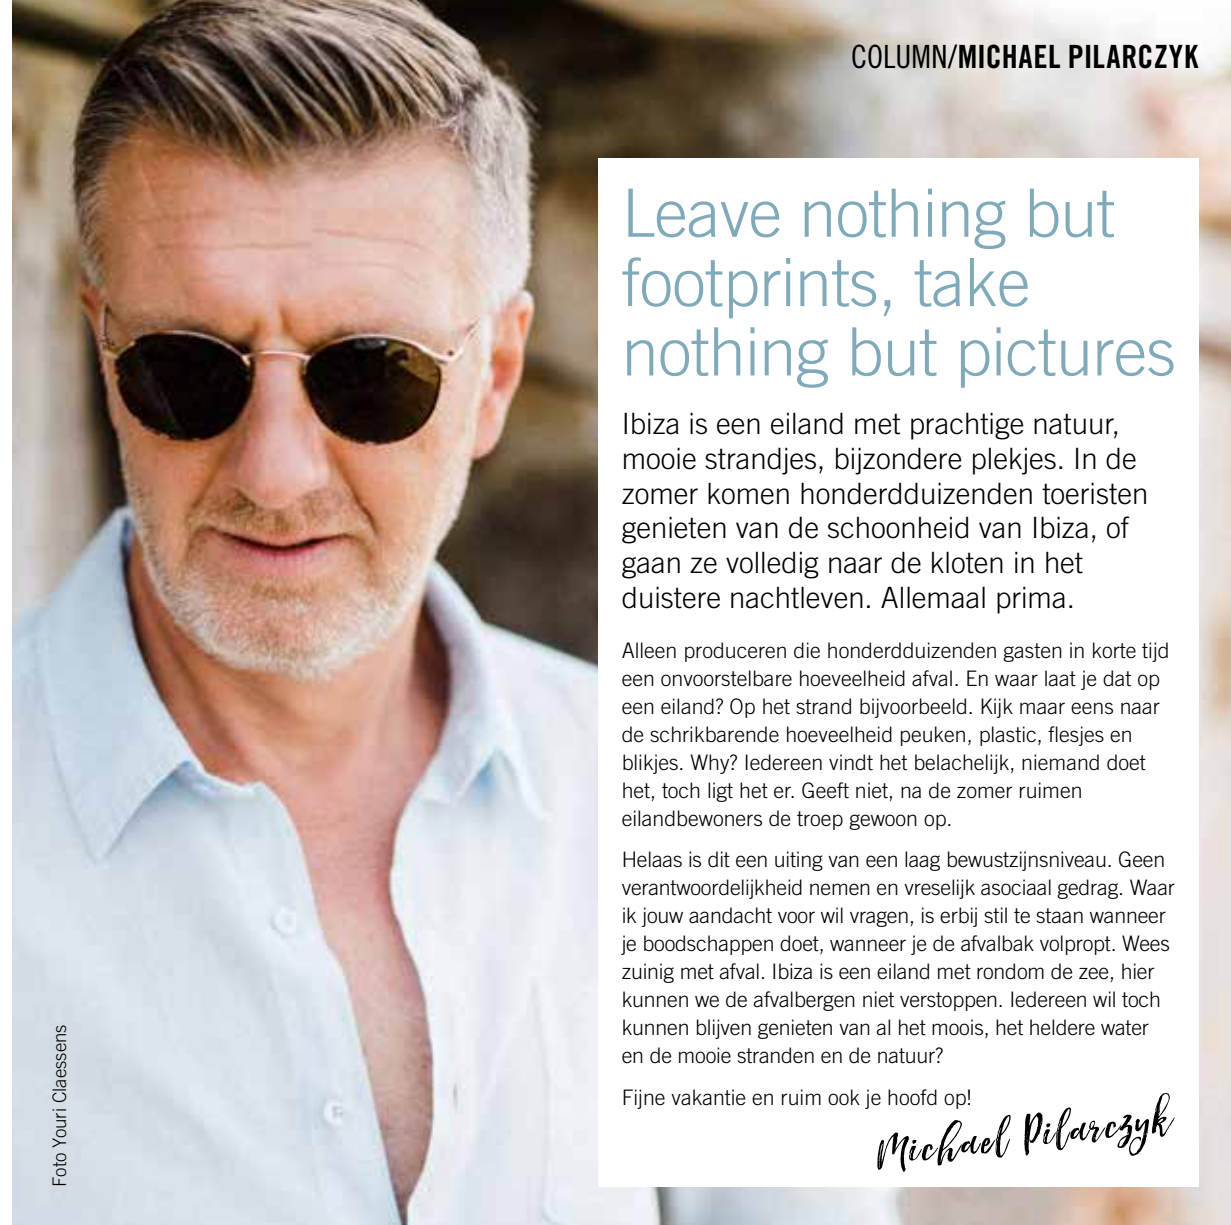 COLUMN/MICHAEL PILARCZYK
Leave nothing but
footprints, take
nothing but pictures
Ibiza is een eiland met prachtige natuur,
mooie strandjes, bijzondere plekjes. In de
zomer komen honderdduizenden toeristen
genieten van de schoonheid van Ibiza, of
gaan ze volledig naar de kloten in het
duistere nachtleven. Allemaal prima.
Alleen produceren die honderdduizenden gasten in korte tijd
een onvoorstelbare hoeveelheid afval. En waar laat je dat op
een eiland? Op het strand bijvoorbeeld. Kijk maar eens naar
de schrikbarende hoeveelheid peuken, plastic, flesjes en
blikjes. Why? Iedereen vindt het belachelijk, niemand doet
het, toch ligt het er. Geeft niet, na de zomer ruimen
eilandbewoners de troep gewoon op.
Helaas is dit een uiting van een laag bewustzijnsniveau. Geen
verantwoordelijkheid nemen en vreselijk asociaal gedrag. Waar
ik jouw aandacht voor wil vragen, is erbij stil te staan wanneer
je boodschappen doet, wanneer je de afvalbak volpropt. Wees
zuinig met afval. Ibiza is een eiland met rondom de zee, hier
kunnen we de afvalbergen niet verstoppen. Iedereen wil toch
kunnen blijven genieten van al het moois, het heldere water
en de mooie stranden en de natuur?
Fijne vakantie en ruim ook je hoofd op!
Michael Pilarczyk
Foto Youri Claessens